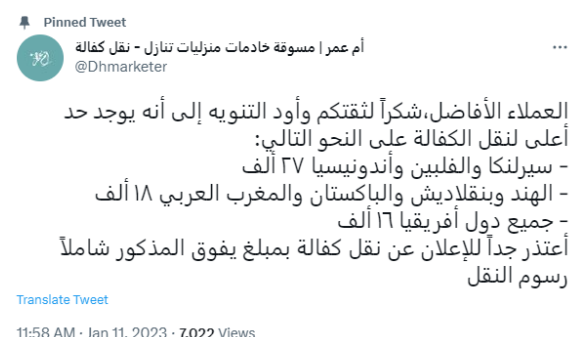 Pinned Tweet
أم عمر | مسوقة خادمات منزليات تنازل - نقل كفالة
@Dhmarketer
العملاء الأفاضل،شكراً لثقتكم وأود التنويه إلى أنه يوجد حد
أعلى لنقل الكفالة على النحو التالي:
- سيرلنكا والفلبين وأندونيسيا ٢٧ ألف
- الهند وبنقلاديش والباكستان والمغرب العربي ١٨ ألف
- جميع دول أفريقيا ١٦ ألف
أعتذر جداً للإعلان عن نقل كفالة بمبلغ يفوق المذكور شاملاً
رسوم النقل
Translate Tweet
11:58 AM · Jan 11, 2023 · 7,022 Views